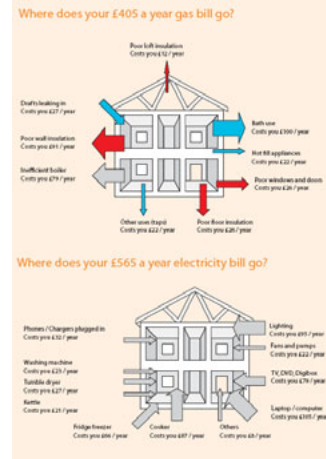 Where does your £405 a year gas bill go?
Poor loft insulation
Costs you £12 / year
Drafts leaking in
Costs you £27 / year
Poor wall insulation
Costs you £91 / year
Inefficient boiler
Costs you £79 / year
Bath use
Costs you £100 / year
Hot fill appliances
Costs you £22 / year
Poor windows and doors
Costs you £26 / year
Other uses (taps)
Costs you £22 / year
Poor floor insulation
Costs you £26 / year
Where does your £565 a year electricity bill go?
Phones / Chargers plugged in
Costs you £32 / year
Washing machine
Costs you £23 / year
Tumble dryer
Costs you £27 / year
Kettle
Costs you £21 / year
Lighting
Costs you £95 / year
Fans and pumps
Costs you £22 / year
TV, DVD, Digibox
Costs you £78 / year
Laptop / computer
Costs you £105 / year
Fridge freezer
Costs you / year
Cooker
Costs you £87 / year
Others
Costs you / year